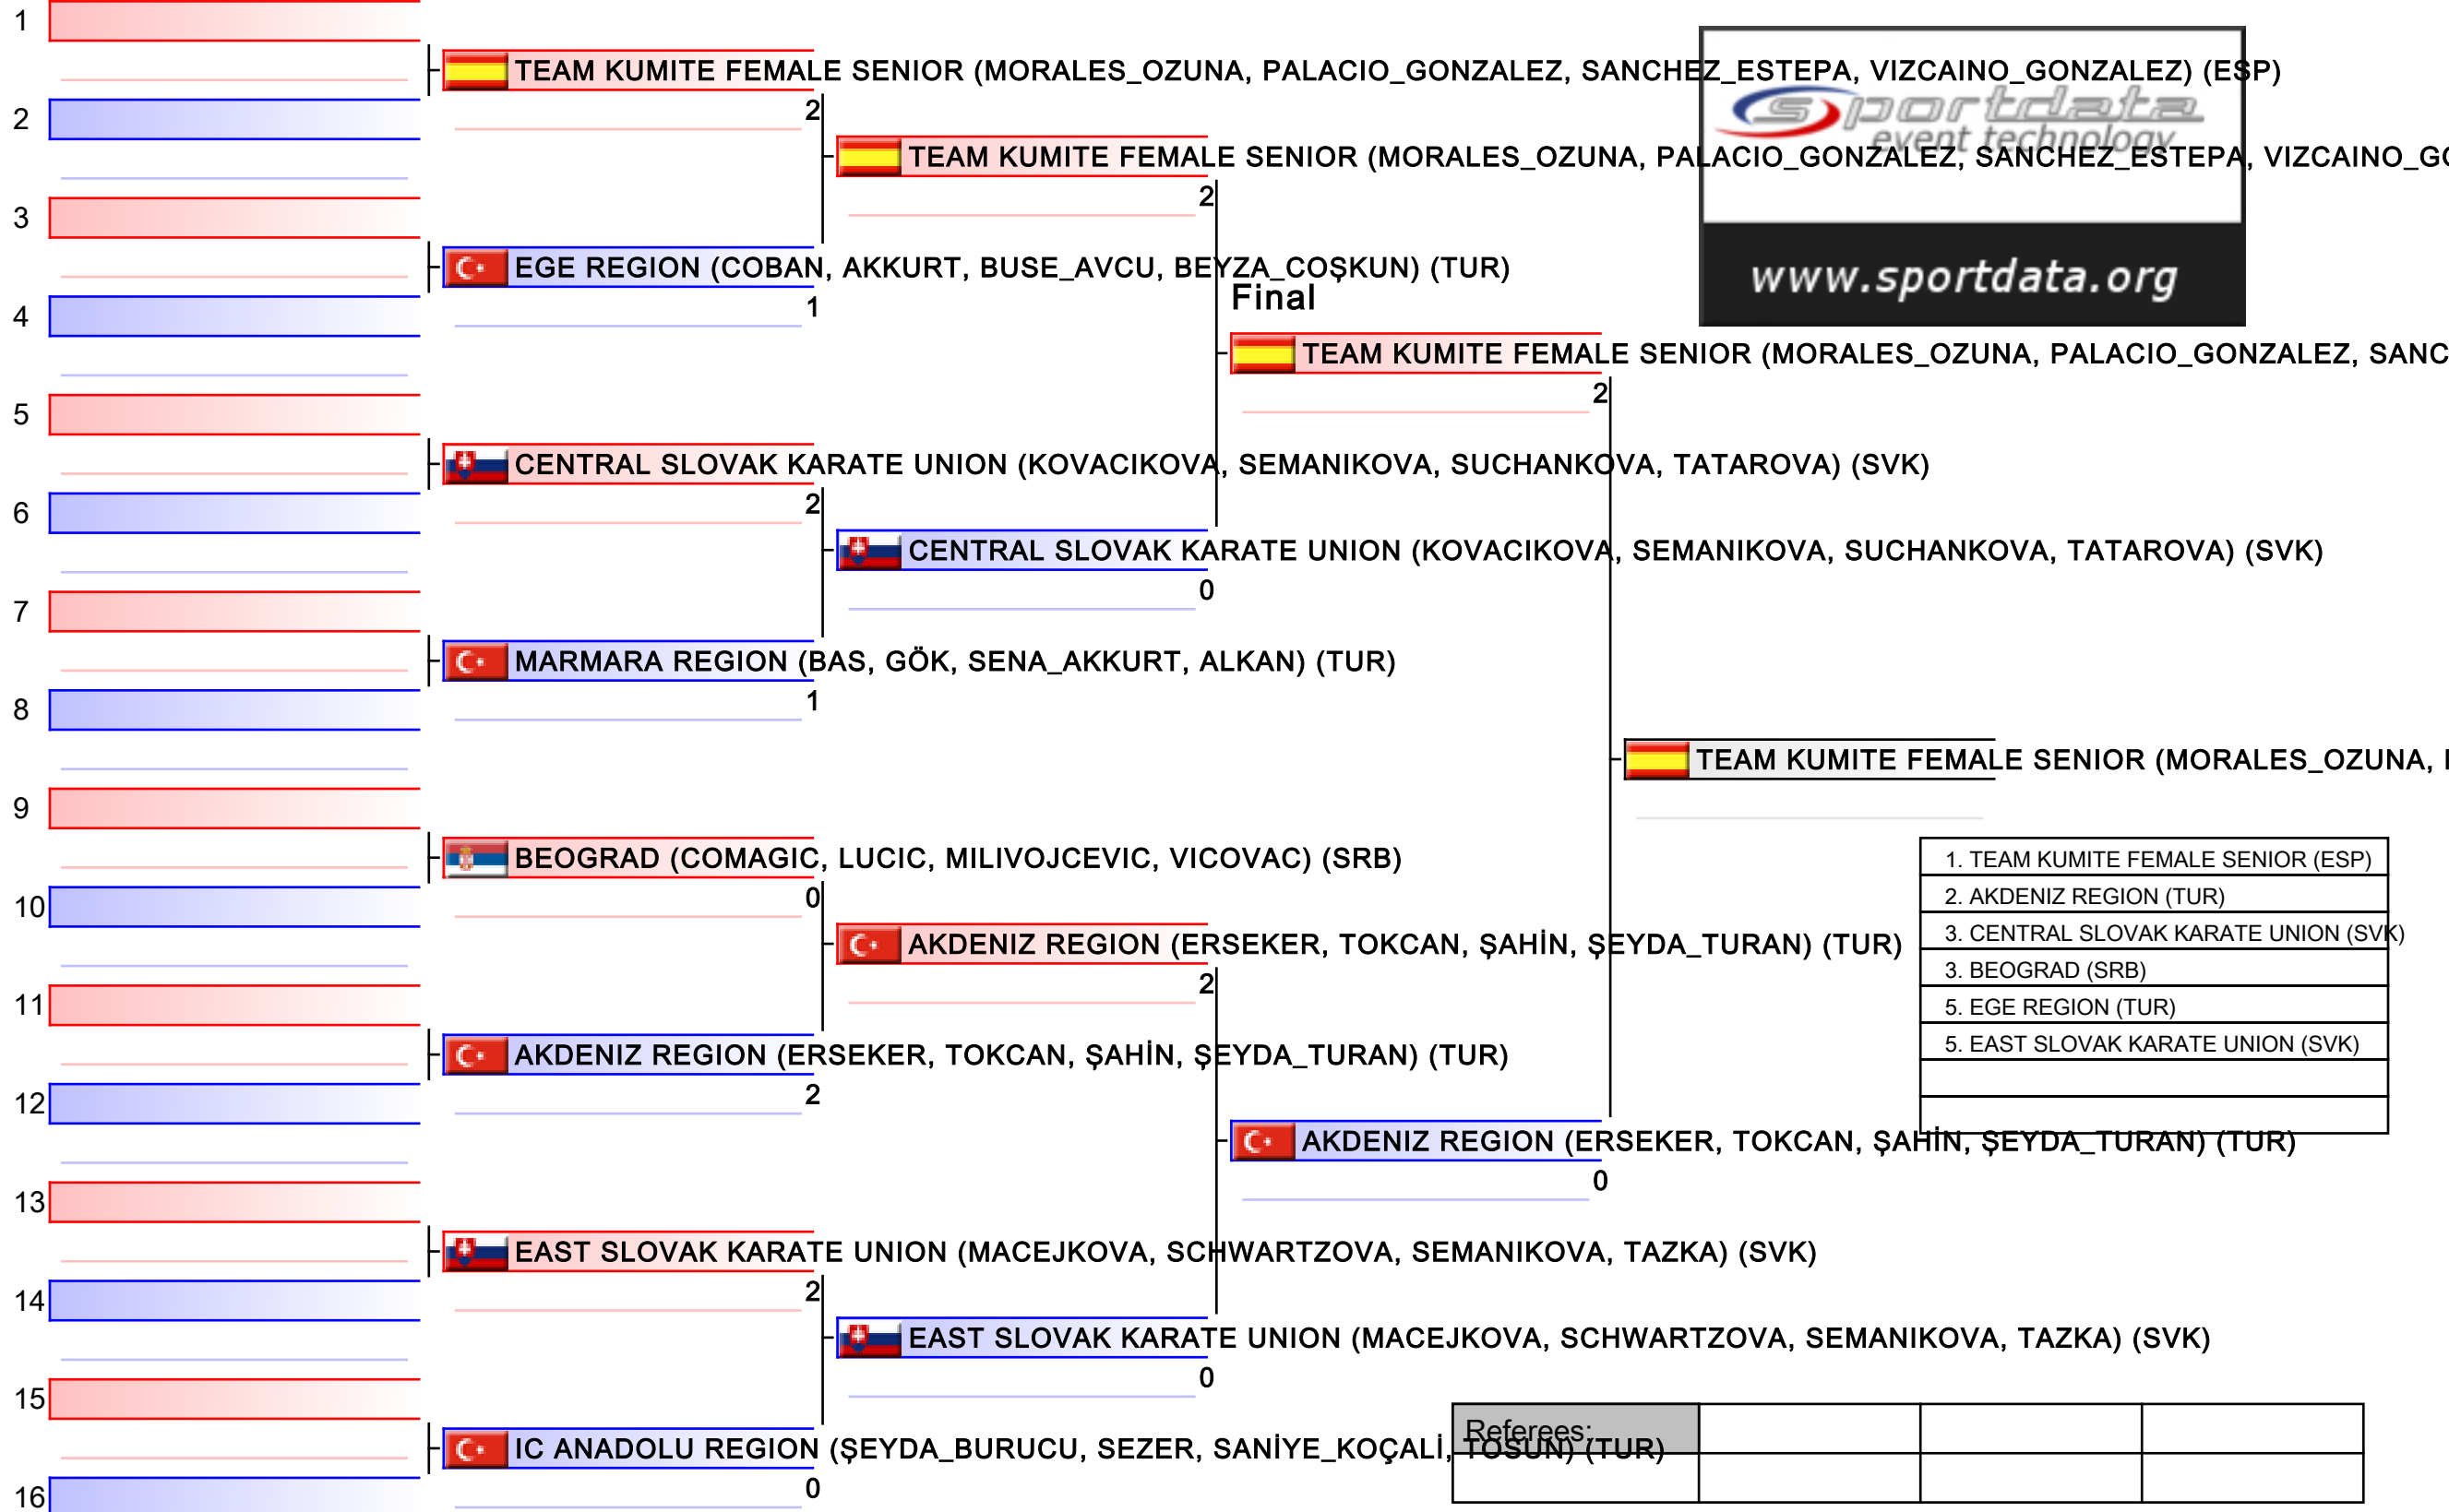 1
TEAM KUMITE FEMALE SENIOR (MORALES_OZUNA, PALACIO_GONZALEZ, SANCHEZ_ESTEPA, VIZCAINO_GONZALEZ) (ESP)
2
2
sportdata
event technology
TEAM KUMITE FEMALE SENIOR (MORALES_OZUNA, PALACIO_GONZALEZ, SANCHEZ_ESTEPA, VIZCAINO_GO
2
3
EGE REGION (COBAN, AKKURT, BUSE_AVCU, BEYZA_COŞKUN) (TUR)
www.sportdata.org
Final
4
1
TEAM KUMITE FEMALE SENIOR (MORALES_OZUNA, PALACIO_GONZALEZ, SANC
2
5
CENTRAL SLOVAK KARATE UNION (KOVACIKOVA, SEMANIKOVA, SUCHANKOVA, TATAROVA) (SVK)
2
6
CENTRAL SLOVAK KARATE UNION (KOVACIKOVA, SEMANIKOVA, SUCHANKOVA, TATAROVA) (SVK)
0
7
MARMARA REGION (BAS, GÖK, SENA_AKKURT, ALKAN) (TUR)
1
8
TEAM KUMITE FEMALE SENIOR (MORALES_OZUNA,
9
BEOGRAD (COMAGIC, LUCIC, MILIVOJCEVIC, VICOVAC) (SRB)
0
10
AKDENIZ REGION (ERSEKER, TOKCAN, ŞAHİN, ŞEYDA_TURAN) (TUR)
2
1. TEAM KUMITE FEMALE SENIOR (ESP)
2. AKDENIZ REGION (TUR)
3. CENTRAL SLOVAK KARATE UNION (SVK)
3. BEOGRAD (SRB)
5. EGE REGION (TUR)
5. EAST SLOVAK KARATE UNION (SVK)
11
AKDENIZ REGION (ERSEKER, TOKCAN, ŞAHİN, ŞEYDA_TURAN) (TUR)
2
12
AKDENIZ REGION (ERSEKER, TOKCAN, ŞAHİN, ŞEYDA_TURAN) (TUR)
0
13
EAST SLOVAK KARATE UNION (MACEJKOVA, SCHWARTZOVA, SEMANIKOVA, TAZKA) (SVK)
2
14
EAST SLOVAK KARATE UNION (MACEJKOVA, SCHWARTZOVA, SEMANIKOVA, TAZKA) (SVK)
0
15
Referees:
IC ANADOLU REGION (ŞEYDA_BURUCU, SEZER, SANİYE_KOÇALİ, TOSUN) (TUR)
0
16